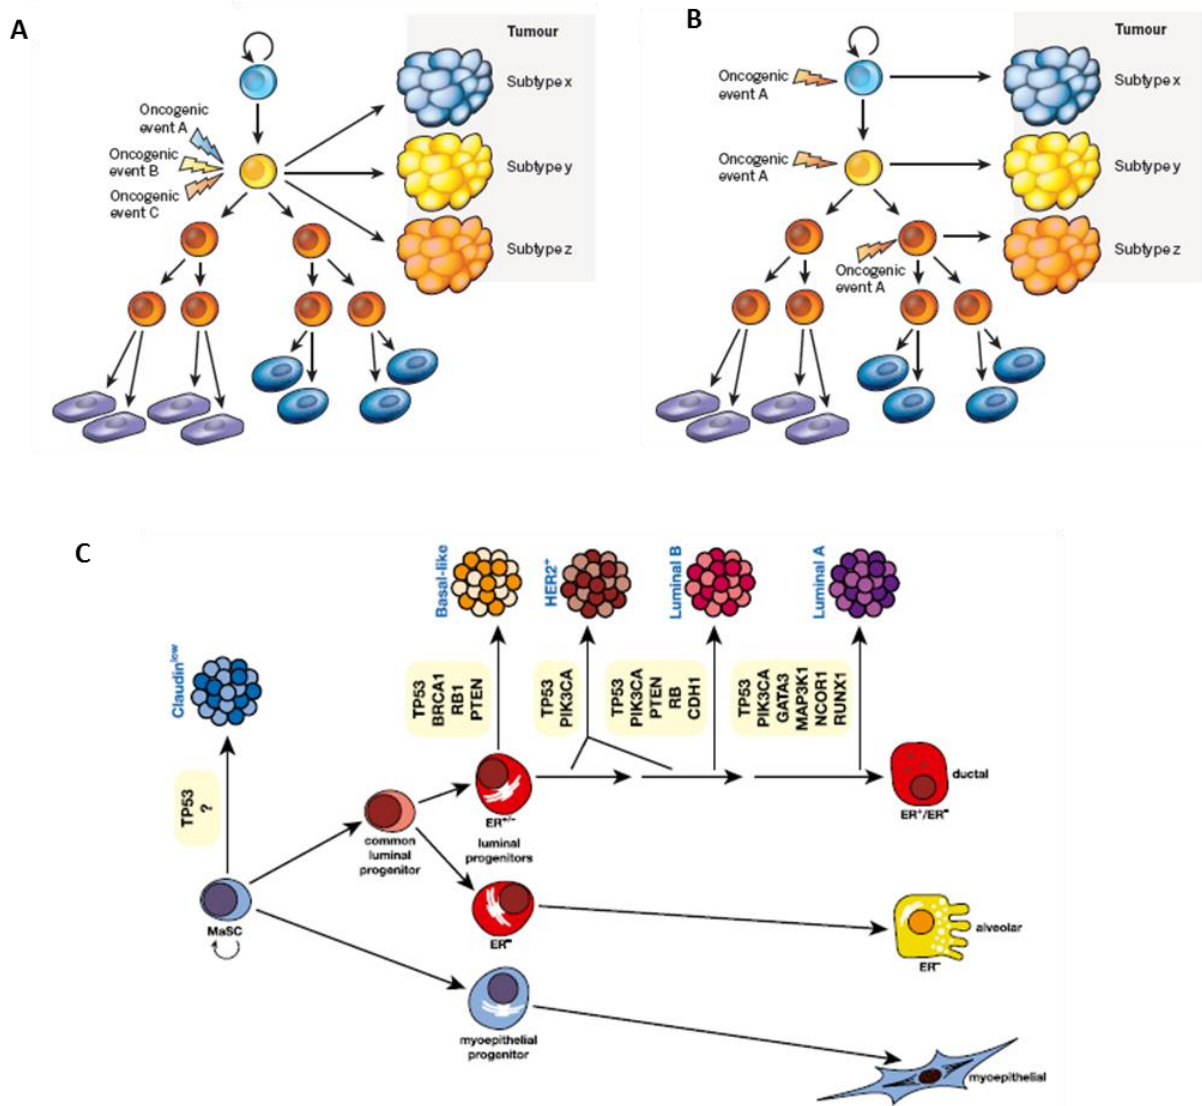 A
Tumour
Subtype x
Oncogenic
event A
Oncogenic
event B
Oncogenic
event C
Subtype y
Subtype z
B
Tumour
Oncogenic
event A
Subtype x
Oncogenic
event A
Subtype y
Oncogenic
event A
Subtype z
C
Claudinlow
Basal-like
HER2+
Luminal B
Luminal A
TP53
?
TP53
BRCA1
RB1
PTEN
TP53
PIK3CA
TP53
PIK3CA
PTEN
RB
CDH1
TP53
PIK3CA
GATA3
MAP3K1
NCOR1
RUNX1
MaSC
common
luminal
progenitor
ER+/-
luminal
progenitors
ER-
myoepithelial
progenitor
ductal
ER+/ER-
alveolar
ER-
myoepithelial